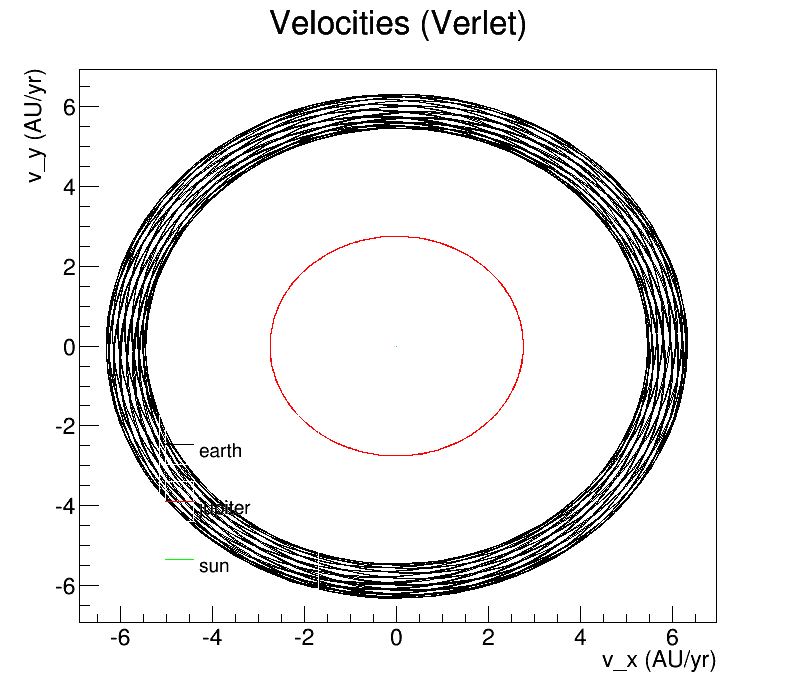 Velocities (Verlet)
v_y (AU/yr)
6
4
2
0
-2
-4
-6
earth
jupiter
sun
-6 -4 -2 0 2 4 6
v_x (AU/yr)